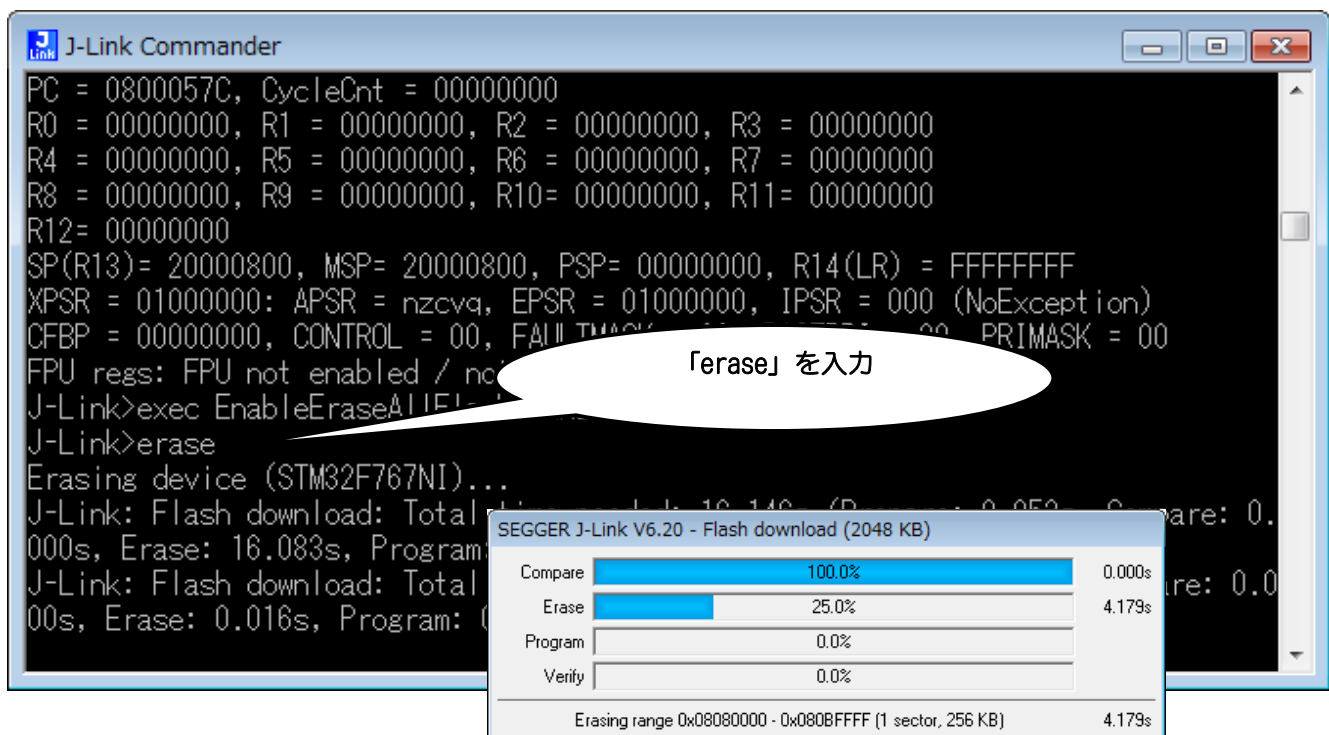 J-Link Commander
PC = 0800057C, CycleCnt = 00000000
R0 = 00000000, R1 = 00000000, R2 = 00000000, R3 = 00000000
R4 = 00000000, R5 = 00000000, R6 = 00000000, R7 = 00000000
R8 = 00000000, R9 = 00000000, R10= 00000000, R11= 00000000
R12= 00000000
SP(R13)= 20000800, MSP= 20000800, PSP= 00000000, R14(LR) = FFFFFFFF
XPSR = 01000000: APSR = nzcvq, EPSR = 01000000, IPSR = 000 (NoException)
CFBP = 00000000, CONTROL = 00, PRIMASK = 00
FPU regs: FPU not enabled /
「erase」を入力
J-Link>exec
J-Link>erase
Erasing device (STM32F767NI)...
J-Link: Flash download: Total 0.
000s, Erase: 16.083s, Program:
J-Link: Flash download: Total 0.0
00s, Erase: 0.016s, Program:
SEGGER J-Link V6.20 - Flash download (2048 KB)
Compare 100.0% 0.000s
Erase 25.0% 4.179s
Program 0.0%
Verify 0.0%
Erasing range 0x08080000 - 0x080BFFFF (1 sector, 256 KB) 4.179s